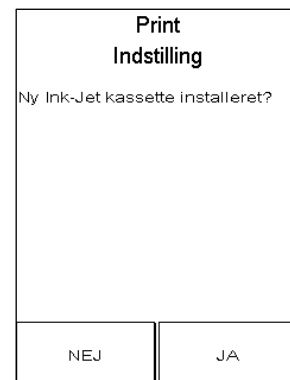 Print
Indstilling
Ny Ink-Jet kassette installeret?
NEJ
JA